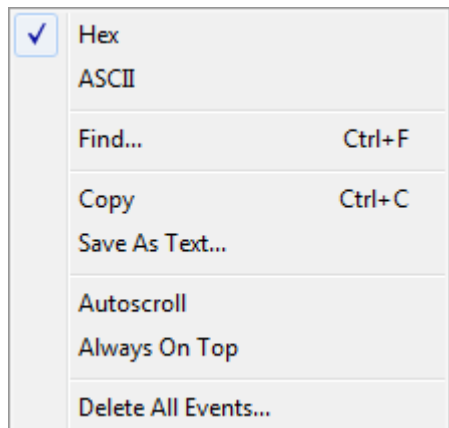 Hex
ASCII
Find... Ctrl+F
Copy Ctrl+C
Save As Text...
Autoscroll
Always On Top
Delete All Events...